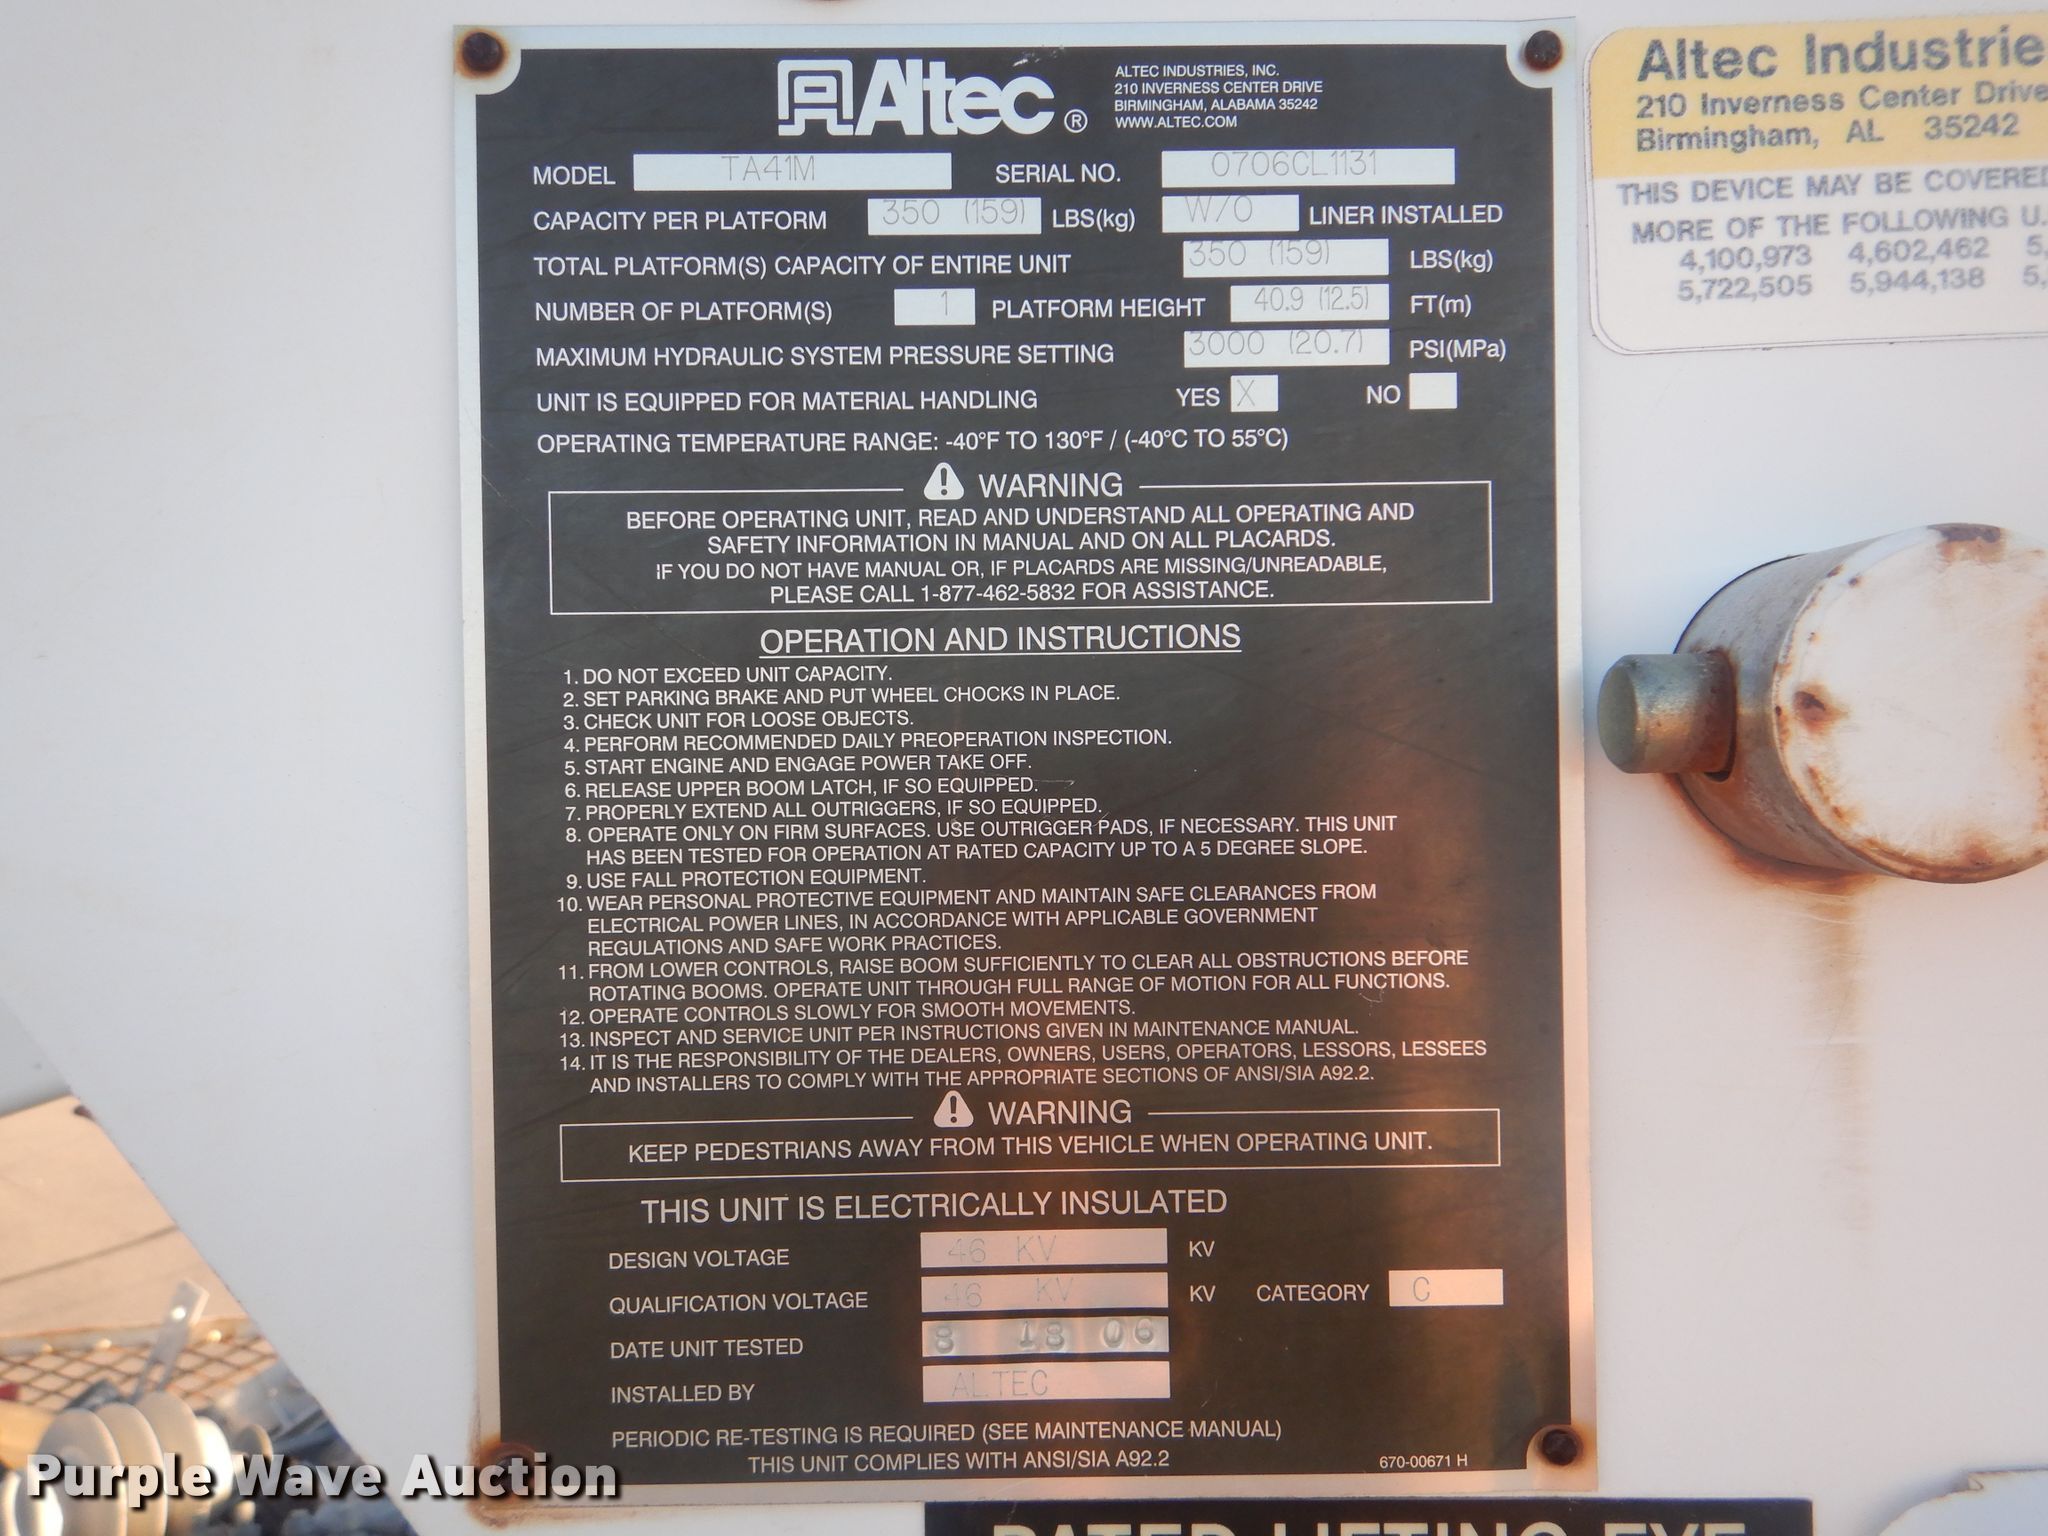 Altec ®
ALTEC INDUSTRIES, INC.
210 INVERNESS CENTER DRIVE
BIRMINGHAM, ALABAMA 35242
WWW.ALTEC.COM
MODEL TA41M SERIAL NO. 0706CL1131
CAPACITY PER PLATFORM 350 (159) LBS(kg) W/O LINER INSTALLED
TOTAL PLATFORM(S) CAPACITY OF ENTIRE UNIT 350 (159) LBS(kg)
NUMBER OF PLATFORM(S) 1 PLATFORM HEIGHT 40.9 (12.5) FT(m)
MAXIMUM HYDRAULIC SYSTEM PRESSURE SETTING 3000 (20.7) PSI(MPa)
UNIT IS EQUIPPED FOR MATERIAL HANDLING YES X NO
OPERATING TEMPERATURE RANGE: -40°F TO 130°F / (-40°C TO 55°C)
WARNING
BEFORE OPERATING UNIT, READ AND UNDERSTAND ALL OPERATING AND
SAFETY INFORMATION IN MANUAL AND ON ALL PLACARDS.
IF YOU DO NOT HAVE MANUAL OR, IF PLACARDS ARE MISSING/UNREADABLE,
PLEASE CALL 1-877-462-5832 FOR ASSISTANCE.
OPERATION AND INSTRUCTIONS
1. DO NOT EXCEED UNIT CAPACITY.
2. SET PARKING BRAKE AND PUT WHEEL CHOCKS IN PLACE.
3. CHECK UNIT FOR LOOSE OBJECTS.
4. PERFORM RECOMMENDED DAILY PREOPERATION INSPECTION.
5. START ENGINE AND ENGAGE POWER TAKE OFF.
6. RELEASE UPPER BOOM LATCH, IF SO EQUIPPED.
7. PROPERLY EXTEND ALL OUTRIGGERS, IF SO EQUIPPED.
8. OPERATE ONLY ON FIRM SURFACES. USE OUTRIGGER PADS, IF NECESSARY. THIS UNIT
HAS BEEN TESTED FOR OPERATION AT RATED CAPACITY UP TO A 5 DEGREE SLOPE.
9. USE FALL PROTECTION EQUIPMENT.
10. WEAR PERSONAL PROTECTIVE EQUIPMENT AND MAINTAIN SAFE CLEARANCES FROM
ELECTRICAL POWER LINES, IN ACCORDANCE WITH APPLICABLE GOVERNMENT
REGULATIONS AND SAFE WORK PRACTICES.
11. FROM LOWER CONTROLS, RAISE BOOM SUFFICIENTLY TO CLEAR ALL OBSTRUCTIONS BEFORE
ROTATING BOOMS. OPERATE UNIT THROUGH FULL RANGE OF MOTION FOR ALL FUNCTIONS.
12. OPERATE CONTROLS SLOWLY FOR SMOOTH MOVEMENTS.
13. INSPECT AND SERVICE UNIT PER INSTRUCTIONS GIVEN IN MAINTENANCE MANUAL.
14. IT IS THE RESPONSIBILITY OF THE DEALERS, OWNERS, USERS, OPERATORS, LESSORS, LESSEES
AND INSTALLERS TO COMPLY WITH THE APPROPRIATE SECTIONS OF ANSI/SIA A92.2.
WARNING
KEEP PEDESTRIANS AWAY FROM THIS VEHICLE WHEN OPERATING UNIT.
THIS UNIT IS ELECTRICALLY INSULATED
DESIGN VOLTAGE 46 KV KV
QUALIFICATION VOLTAGE 46 KV KV CATEGORY C
DATE UNIT TESTED 8 18 06
INSTALLED BY ALTEC
PERIODIC RE-TESTING IS REQUIRED (SEE MAINTENANCE MANUAL)
THIS UNIT COMPLIES WITH ANSI/SIA A92.2
670-00671 H
Altec Industrie
210 Inverness Center Drive
Birmingham, AL 35242
THIS DEVICE MAY BE COVERED
MORE OF THE FOLLOWING U.
4,100,973 4,602,462 5,
5,722,505 5,944,138 5,
RATED LIFTING EYE
Purple Wave Auction